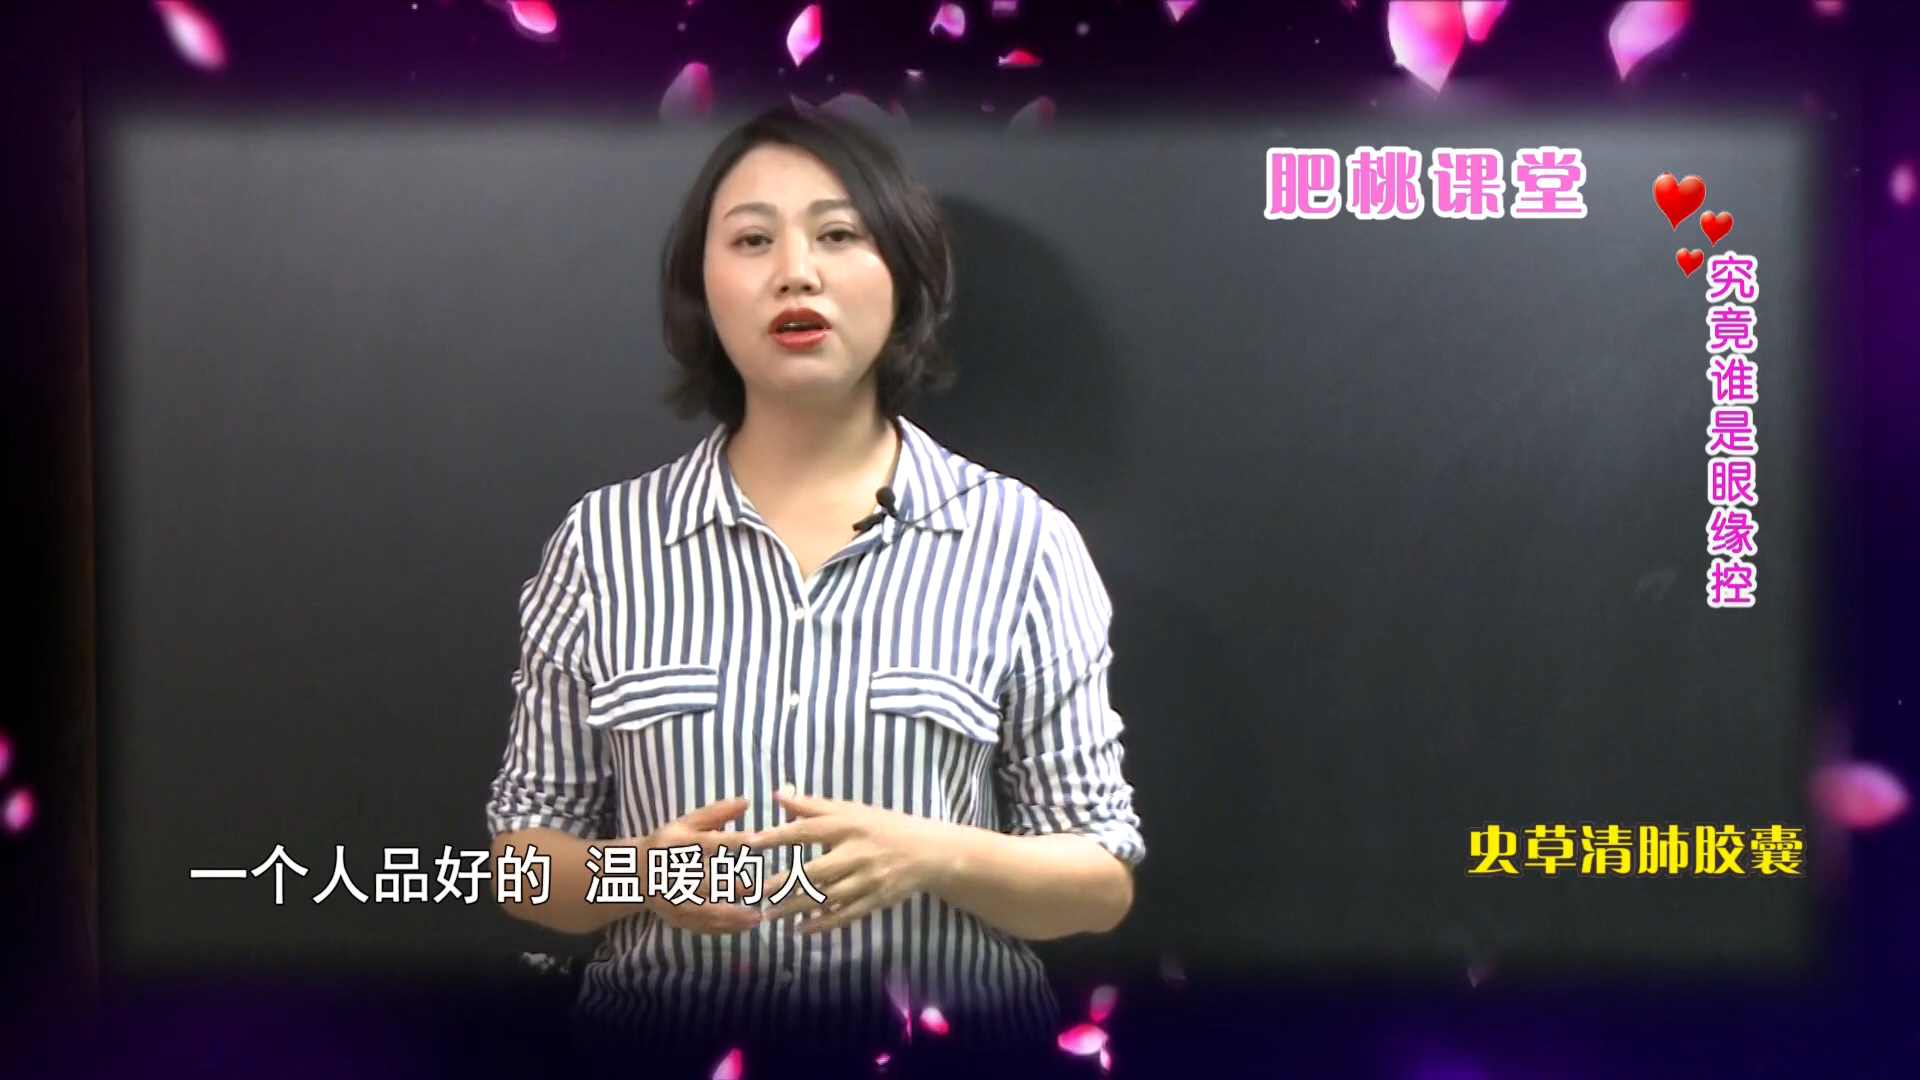 肥桃课堂
究竟谁是眼缘控
虫草清肺胶囊
一个人品好的 温暖的人